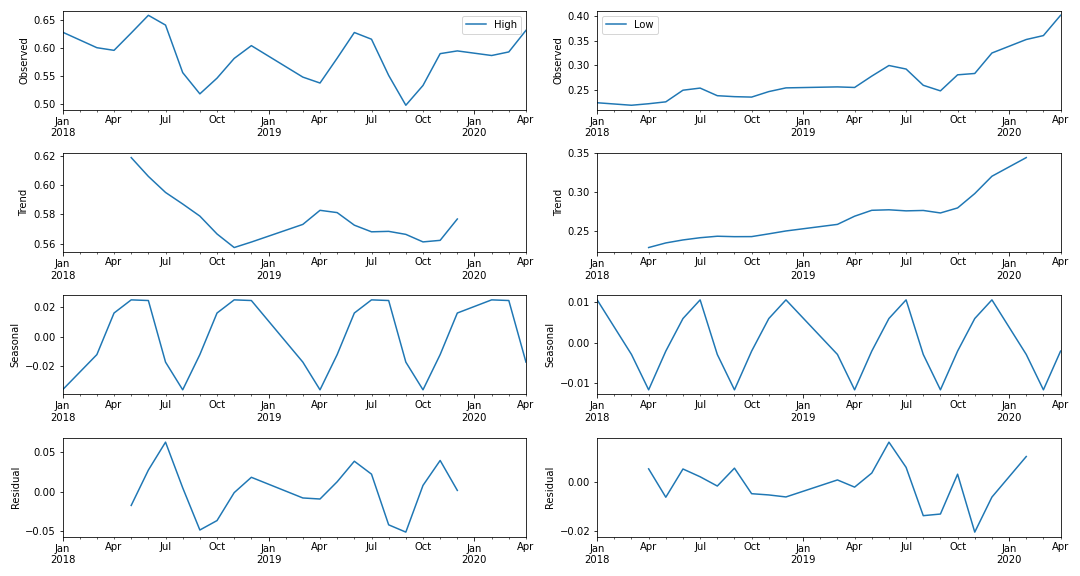 High
Observed
0.65
0.60
0.55
0.50
Jan
2018
Apr
Jul
Oct
Jan
2019
Apr
Jul
Oct
Jan
2020
Apr
Low
Observed
0.40
0.35
0.30
0.25
Jan
2018
Apr
Jul
Oct
Jan
2019
Apr
Jul
Oct
Jan
2020
Apr
Trend
0.62
0.60
0.58
0.56
Jan
2018
Apr
Jul
Oct
Jan
2019
Apr
Jul
Oct
Jan
2020
Apr
Trend
0.35
0.30
0.25
Jan
2018
Apr
Jul
Oct
Jan
2019
Apr
Jul
Oct
Jan
2020
Apr
Seasonal
0.02
0.00
−0.02
Jan
2018
Apr
Jul
Oct
Jan
2019
Apr
Jul
Oct
Jan
2020
Apr
Seasonal
0.01
0.00
−0.01
Jan
2018
Apr
Jul
Oct
Jan
2019
Apr
Jul
Oct
Jan
2020
Apr
Residual
0.05
0.00
−0.05
Jan
2018
Apr
Jul
Oct
Jan
2019
Apr
Jul
Oct
Jan
2020
Apr
Residual
0.00
−0.02
Jan
2018
Apr
Jul
Oct
Jan
2019
Apr
Jul
Oct
Jan
2020
Apr